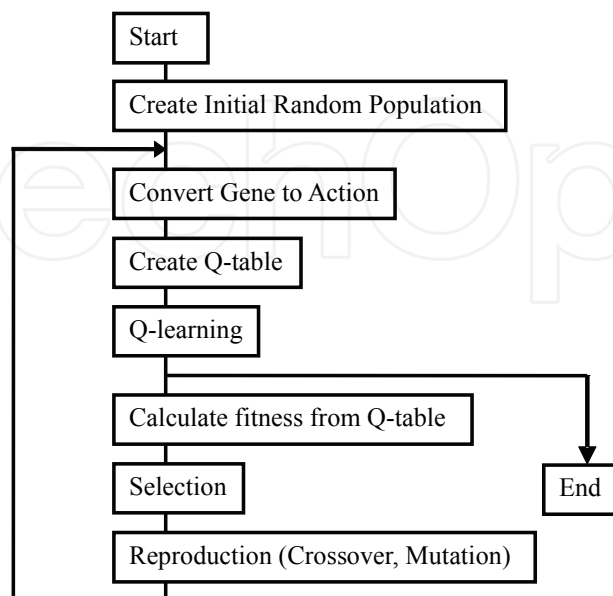 Start
Create Initial Random Population
Convert Gene to Action
Create Q-table
Q-learning
Calculate fitness from Q-table
Selection
End
Reproduction (Crossover, Mutation)